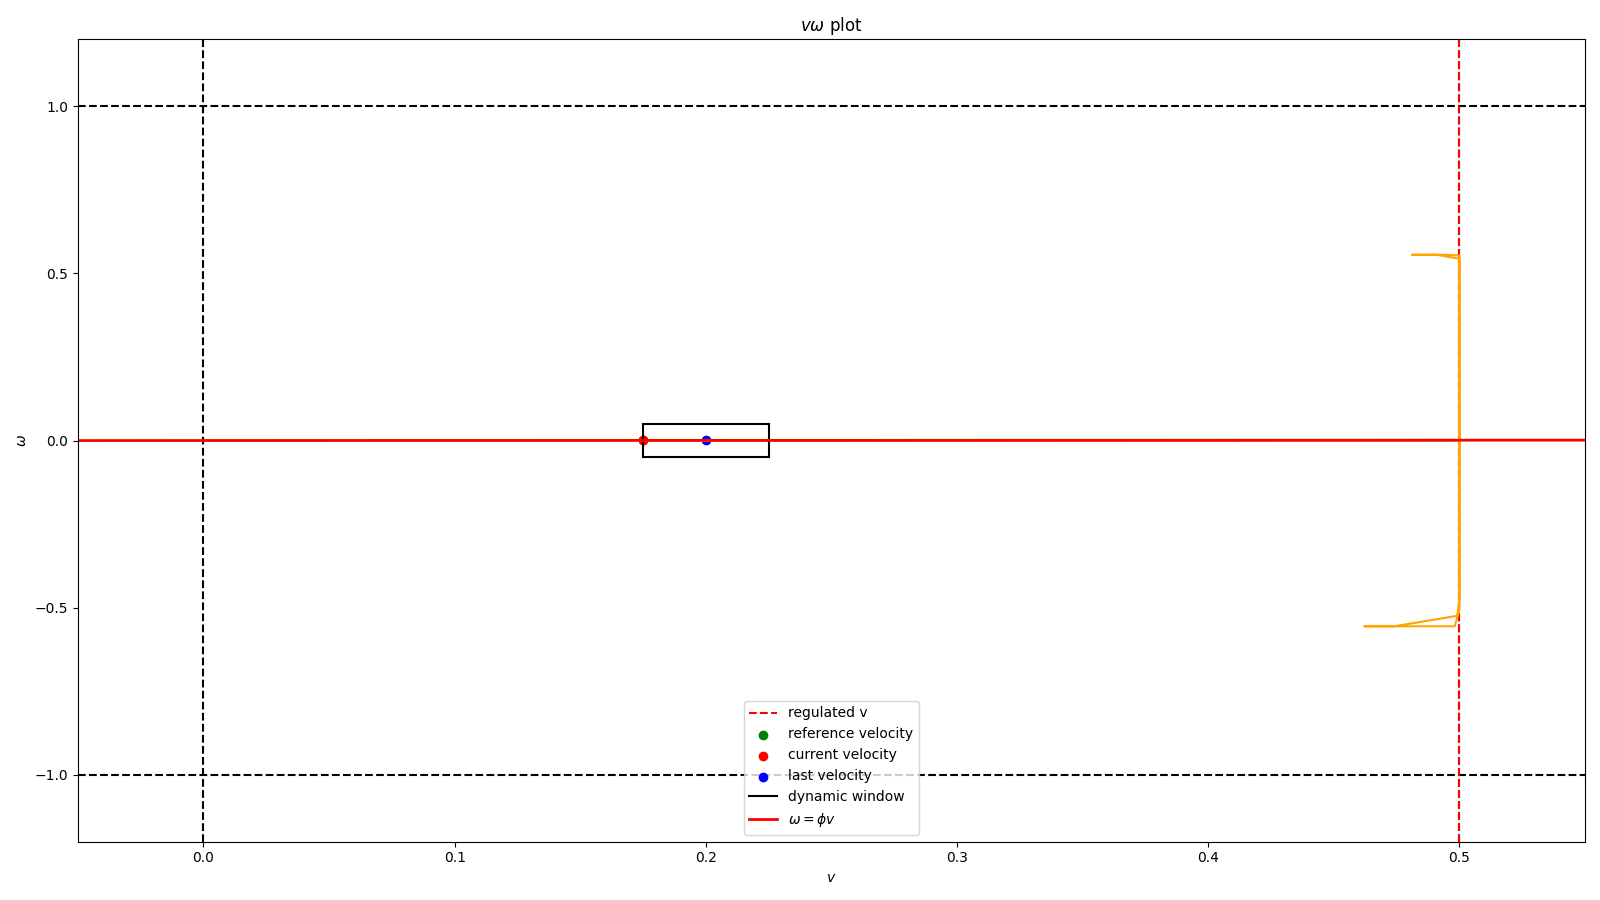 vω plot
1.0
0.5
0.0
−0.5
−1.0
ω
0.0 0.1 0.2 0.3 0.4 0.5
v
regulated v
reference velocity
current velocity
last velocity
dynamic window
ω = ϕv